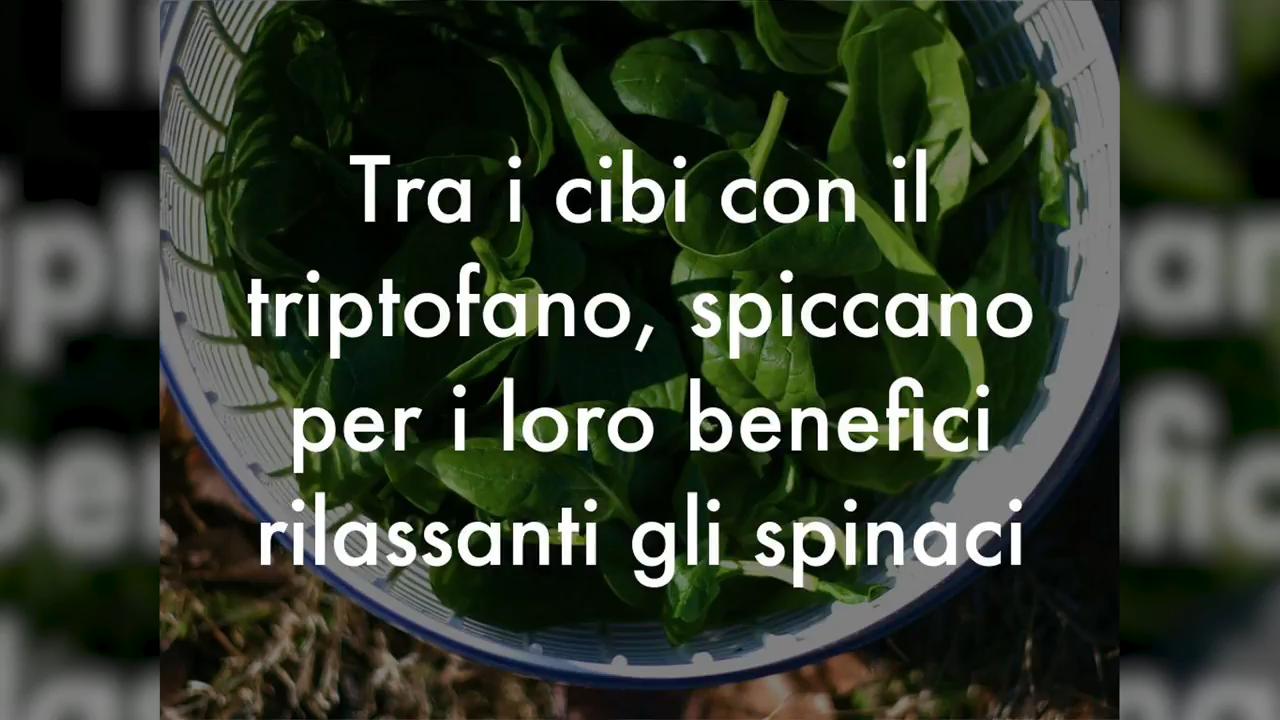 Tra i cibi con il
triptofano, spiccano
per i loro benefici
rilassanti gli spinaci